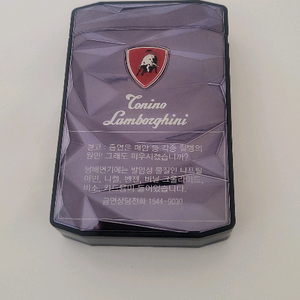 Tonino
Lamborghini
경고 : 흡연은 폐암 등 각종 질병의
원인! 그래도 피우시겠습니까?
담배연기에는 발암성 물질인 나프틸
아민, 니켈, 벤젠, 비닐 크롤라이드,
비소, 카드뮴이 들어있습니다.
금연상담전화 1544-9030